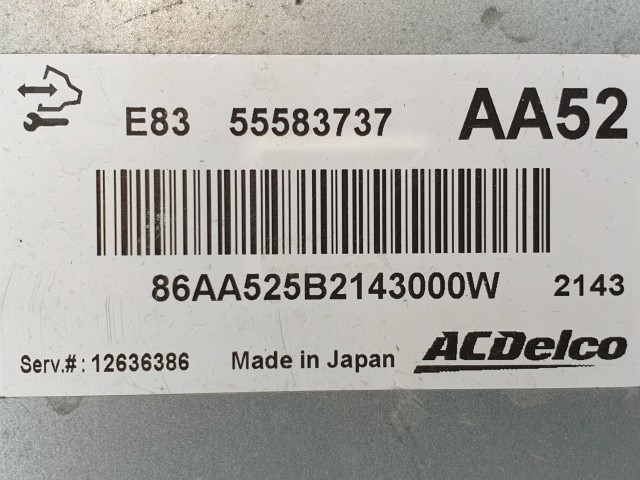 E83 55583737 AA52
86AA525B2143000W 2143
Serv.#: 12636386 Made in Japan ACDelco